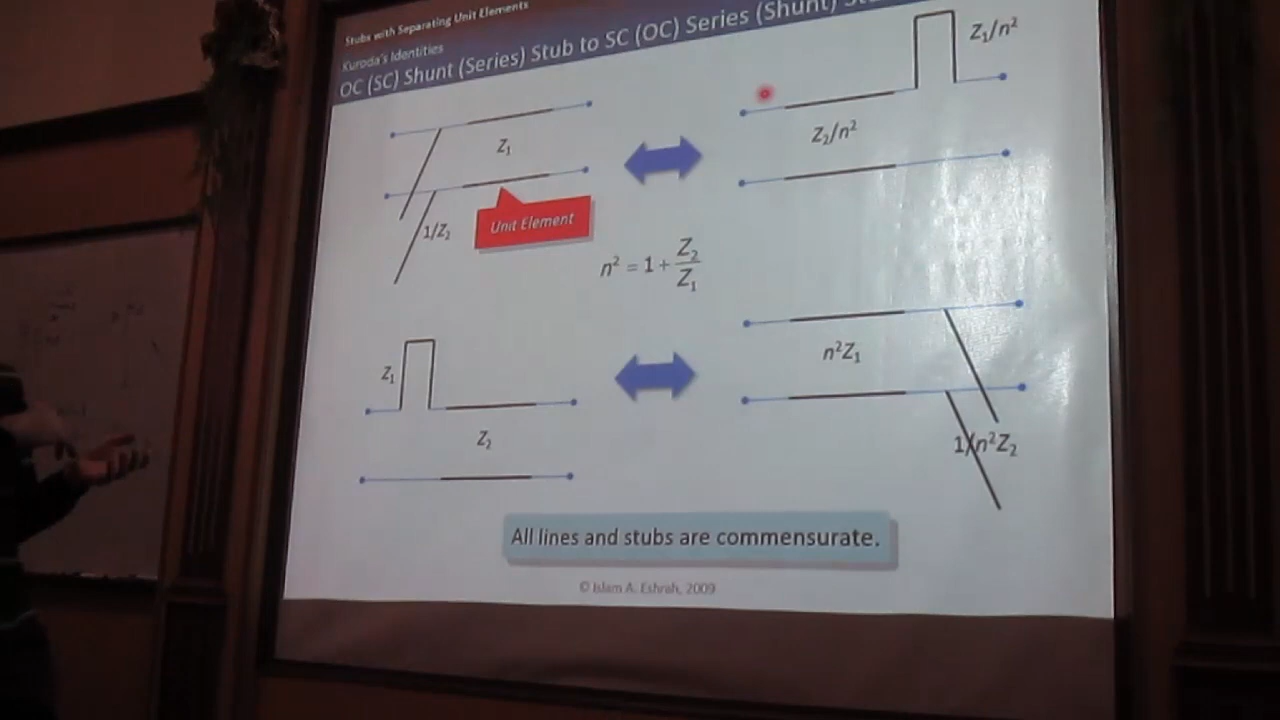 Stubs with Separating Unit Elements
Kuroda's Identities
OC (SC) Shunt (Series) Stub to SC (OC) Series (Shunt)
Z₁/n²
Z₁
Z₂/n²
1/Z₂
Unit Element
n² = 1 + Z₂/Z₁
Z₁
n²Z₁
Z₂
1/n²Z₂
All lines and stubs are commensurate.
© Islam A. Eshrah, 2009